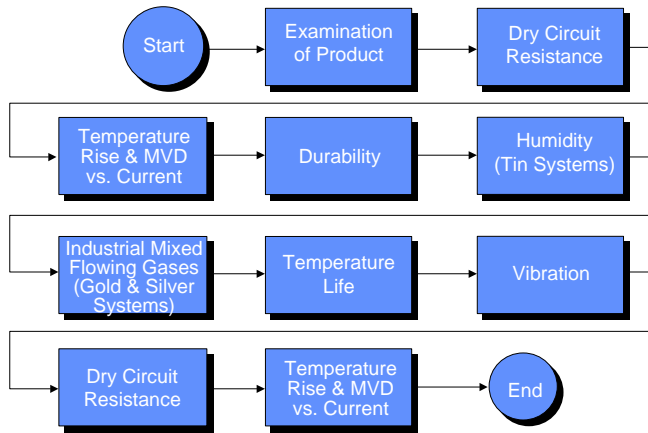 Start
Examination
of Product
Dry Circuit
Resistance
Temperature
Rise & MVD
vs. Current
Durability
Humidity
(Tin Systems)
Industrial Mixed
Flowing Gases
(Gold & Silver
Systems)
Temperature
Life
Vibration
Dry Circuit
Resistance
Temperature
Rise & MVD
vs. Current
End